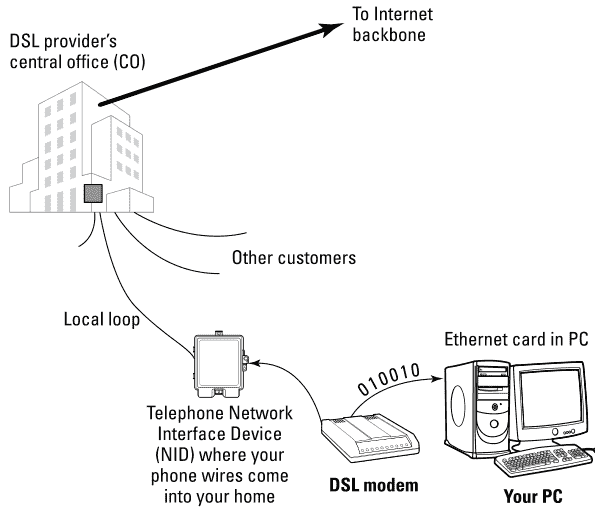 To Internet
backbone
DSL provider's
central office (CO)
Other customers
Local loop
Ethernet card in PC
010010
Telephone Network
Interface Device
(NID) where your
phone wires come
into your home
DSL modem
Your PC